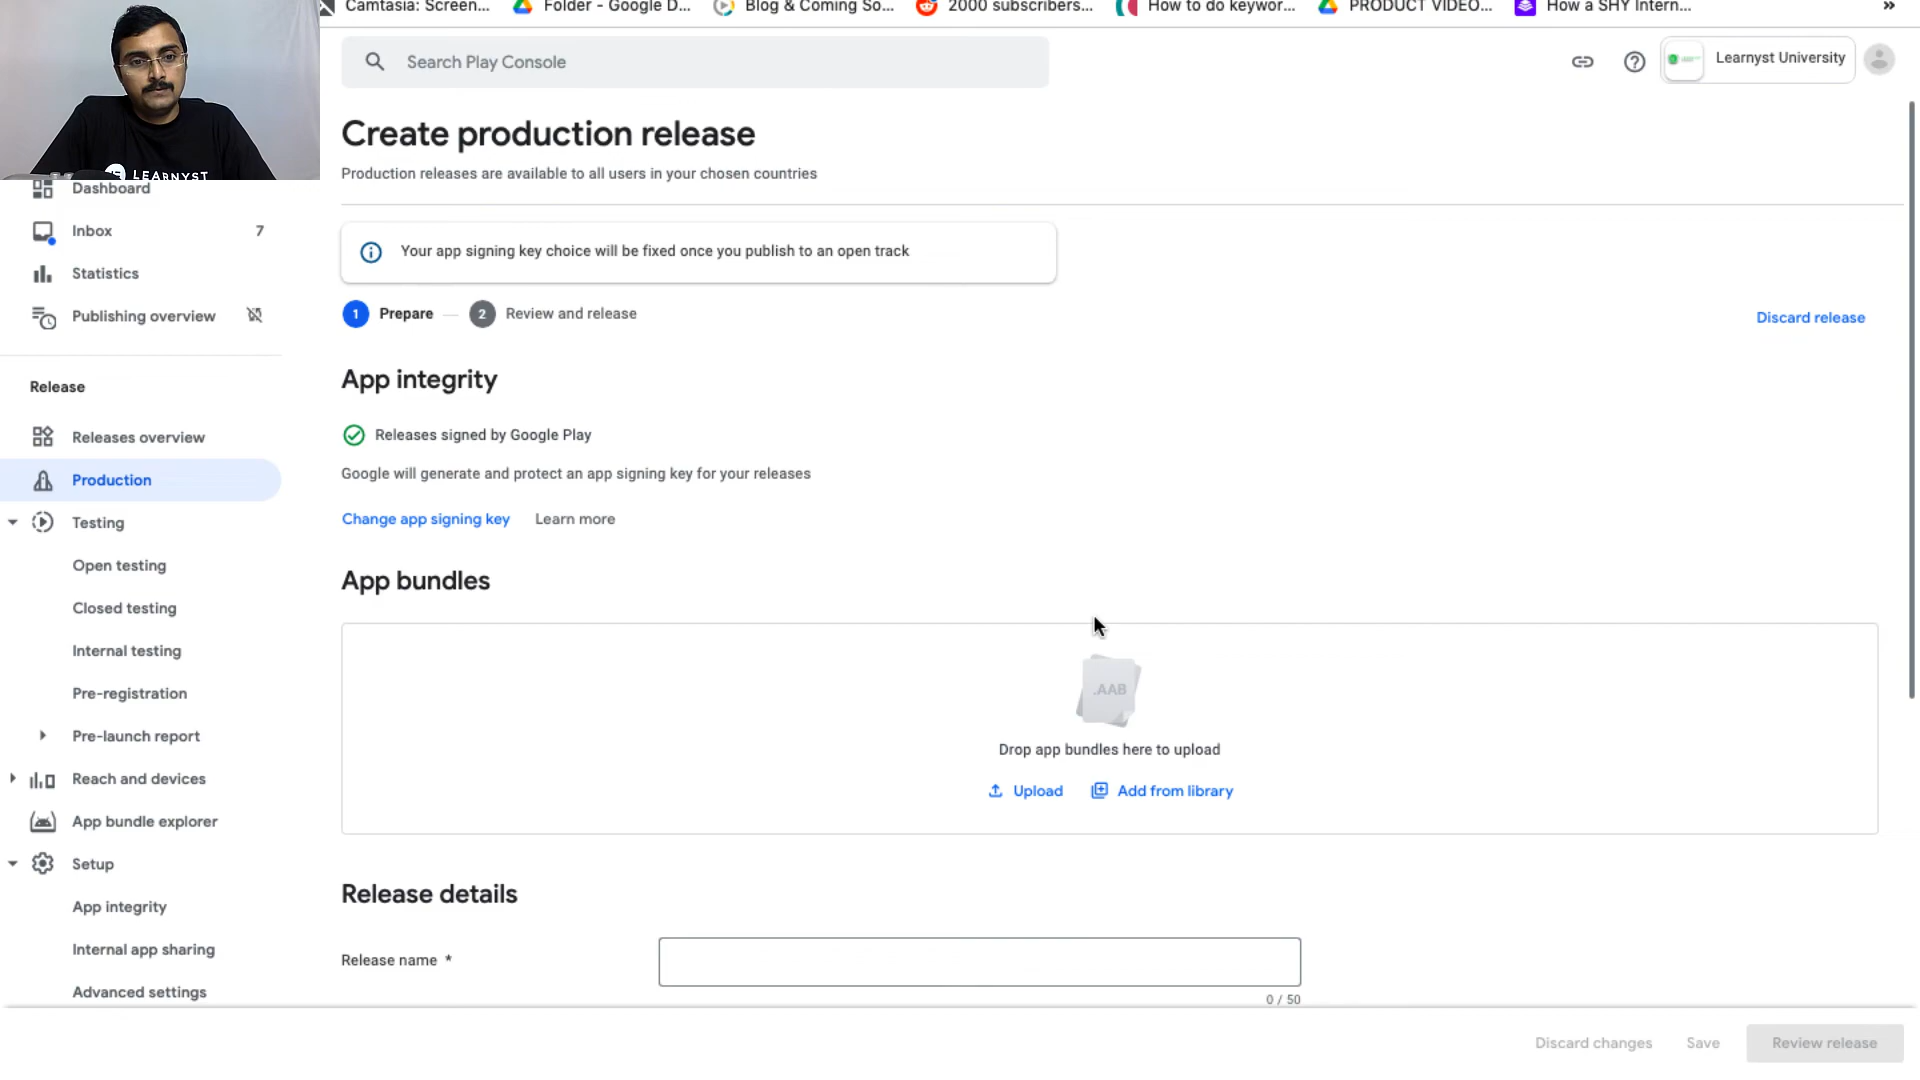 Camtasia: Screen...
Folder - Google D...
Blog & Coming So...
2000 subscribers...
How to do keywor...
PRODUCT VIDEO...
How a SHY Intern...
»
Search Play Console
Learnyst University
LEARNYST
Create production release
Production releases are available to all users in your chosen countries
Your app signing key choice will be fixed once you publish to an open track
1 Prepare
2 Review and release
Discard release
App integrity
Releases signed by Google Play
Google will generate and protect an app signing key for your releases
Change app signing key
Learn more
App bundles
.AAB
Drop app bundles here to upload
Upload
Add from library
Release details
Release name *
0 / 50
Discard changes
Save
Review release
Dashboard
Inbox 7
Statistics
Publishing overview
Release
Releases overview
Production
Testing
Open testing
Closed testing
Internal testing
Pre-registration
Pre-launch report
Reach and devices
App bundle explorer
Setup
App integrity
Internal app sharing
Advanced settings